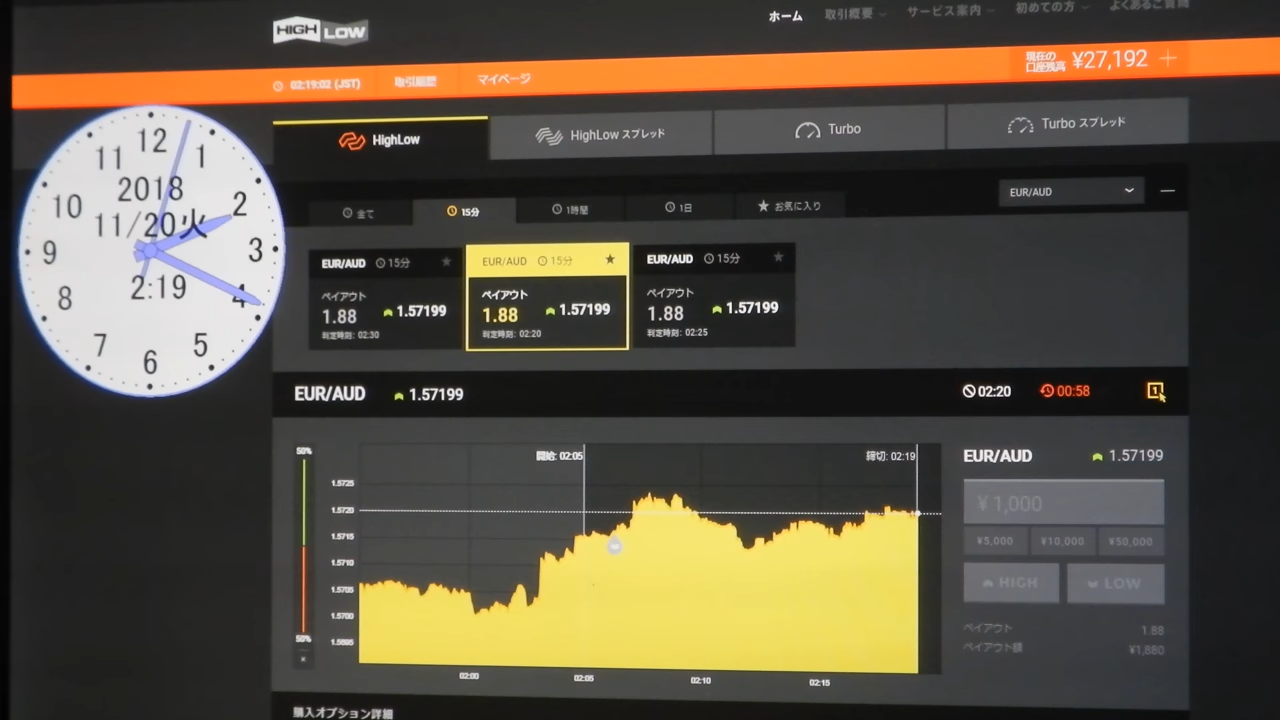 HIGH LOW
ホーム 取引概要 サービス案内 初めての方 よくあるご質問
02:19:02 (JST) 取引履歴 マイページ
現在の口座残高 ¥27,192 +
HighLow
HighLow スプレッド
Turbo
Turbo スプレッド
12
1
2
3
4
5
6
7
8
9
10
11
2018
11/20火
2:19
全て 15分 1時間 1日 お気に入り
EUR/AUD
EUR/AUD 15分
ペイアウト
1.88 1.57199
判定時刻: 02:30
EUR/AUD 15分
ペイアウト
1.88 1.57199
判定時刻: 02:20
EUR/AUD 15分
ペイアウト
1.88 1.57199
判定時刻: 02:25
EUR/AUD 1.57199
02:20 00:58
1
50%
50%
開始: 02:05
締切: 02:19
1.5725
1.5720
1.5715
1.5710
1.5705
1.5700
1.5695
02:00 02:05 02:10 02:15
EUR/AUD 1.57199
¥ 1,000
¥5,000 ¥10,000 ¥50,000
HIGH LOW
ペイアウト 1.88
ペイアウト額 ¥1,880
購入オプション詳細